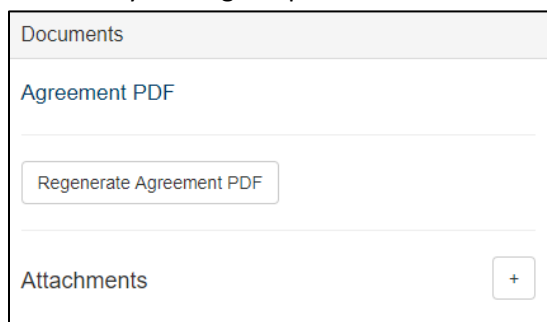 Documents
Agreement PDF
Regenerate Agreement PDF
Attachments +